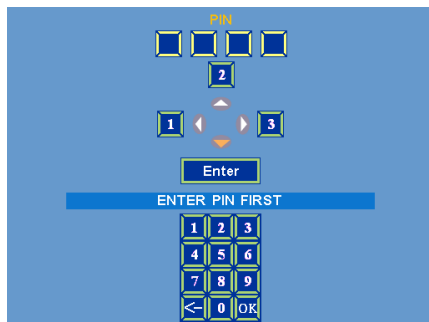 PIN
2
1 3
Enter
ENTER PIN FIRST
1 2 3
4 5 6
7 8 9
<- 0 OK